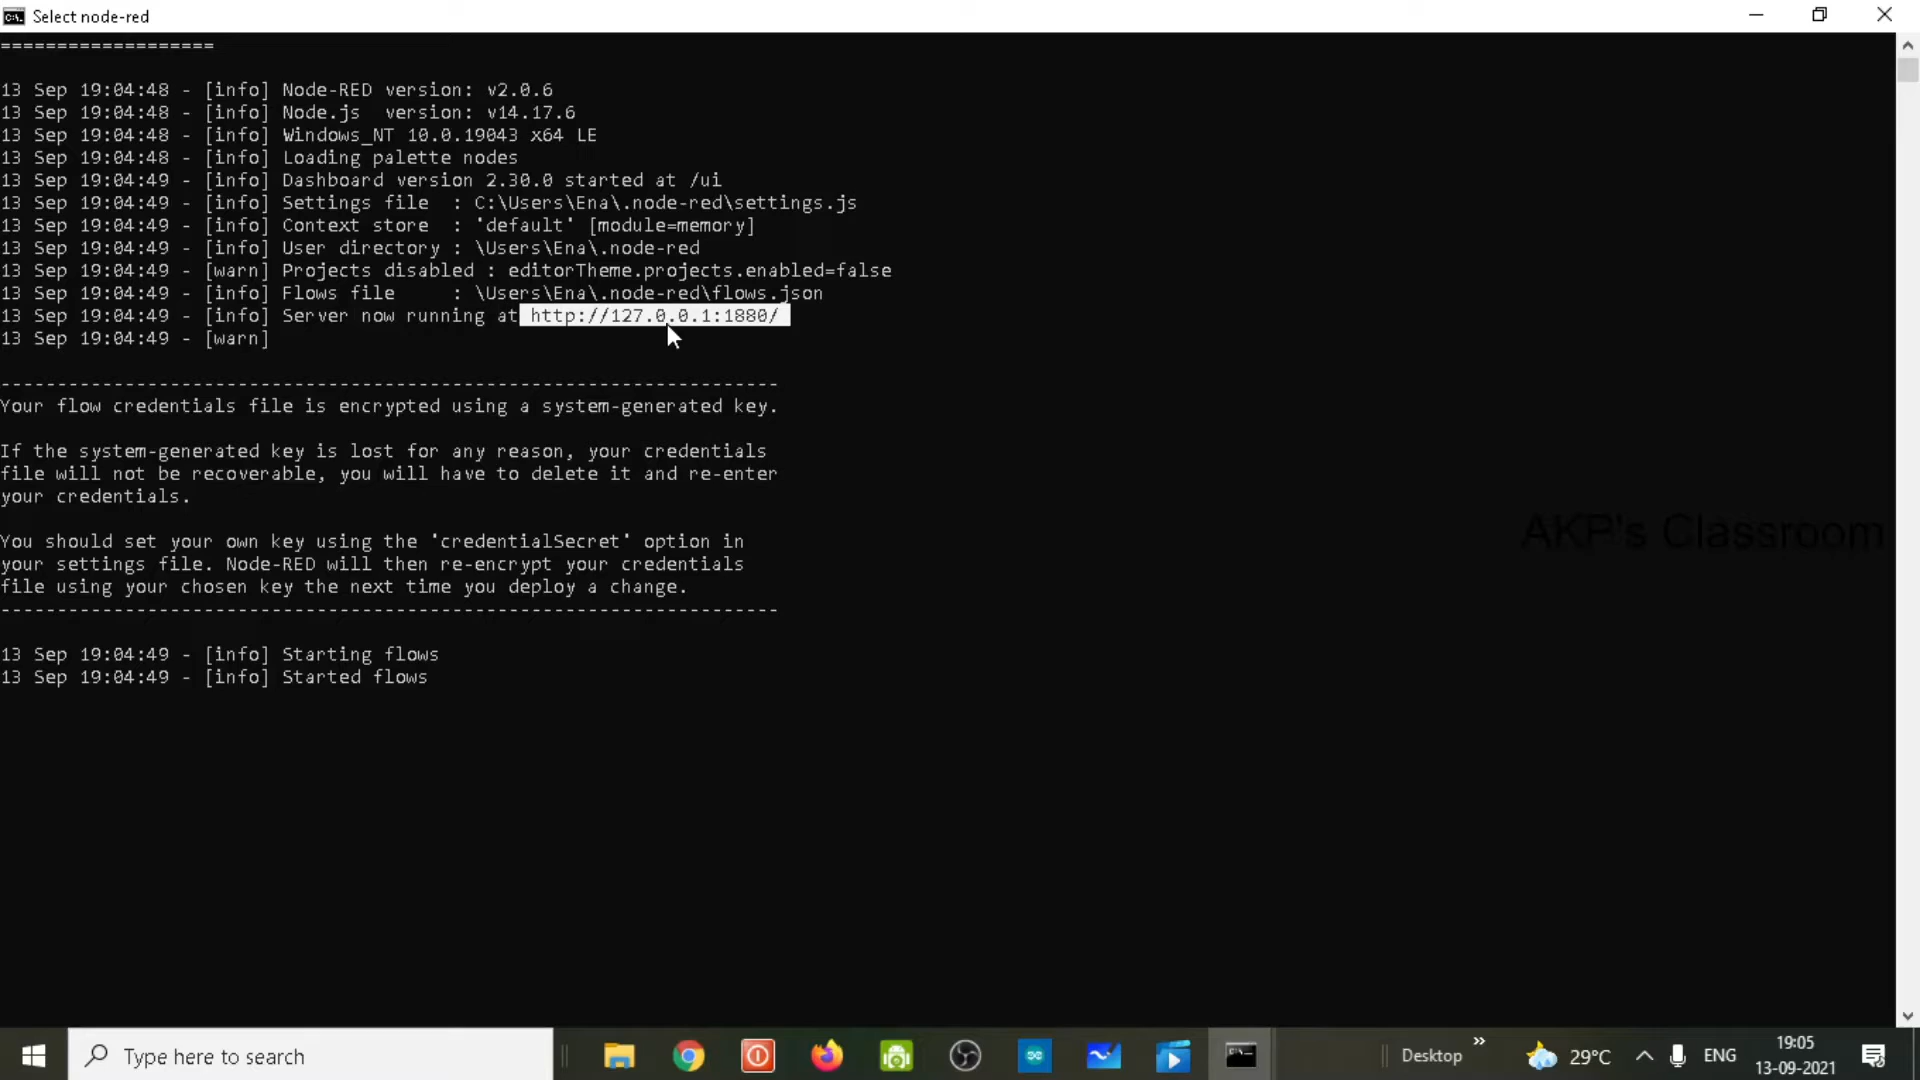 Select node-red
===================
13 Sep 19:04:48 - [info] Node-RED version: v2.0.6
13 Sep 19:04:48 - [info] Node.js  version: v14.17.6
13 Sep 19:04:48 - [info] Windows_NT 10.0.19043 x64 LE
13 Sep 19:04:48 - [info] Loading palette nodes
13 Sep 19:04:49 - [info] Dashboard version 2.30.0 started at /ui
13 Sep 19:04:49 - [info] Settings file  : C:\Users\Ena\.node-red\settings.js
13 Sep 19:04:49 - [info] Context store  : 'default' [module=memory]
13 Sep 19:04:49 - [info] User directory : \Users\Ena\.node-red
13 Sep 19:04:49 - [warn] Projects disabled : editorTheme.projects.enabled=false
13 Sep 19:04:49 - [info] Flows file     : \Users\Ena\.node-red\flows.json
13 Sep 19:04:49 - [info] Server now running at http://127.0.0.1:1880/
13 Sep 19:04:49 - [warn]
---------------------------------------------------------------------
Your flow credentials file is encrypted using a system-generated key.
If the system-generated key is lost for any reason, your credentials
file will not be recoverable, you will have to delete it and re-enter
your credentials.
You should set your own key using the 'credentialSecret' option in
your settings file. Node-RED will then re-encrypt your credentials
file using your chosen key the next time you deploy a change.
---------------------------------------------------------------------
13 Sep 19:04:49 - [info] Starting flows
13 Sep 19:04:49 - [info] Started flows
AKP's Classroom
Type here to search
Desktop
29°C
ENG
19:05
13-09-2021